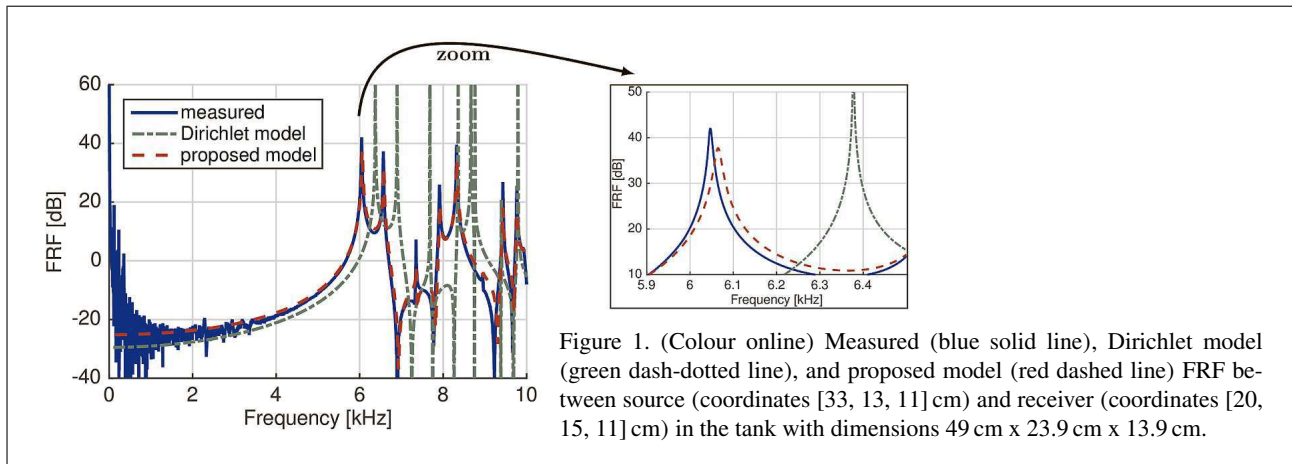 zoom
60
40
20
0
-20
-40
FRF [dB]
measured
Dirichlet model
proposed model
0 2 4 6 8 10
Frequency [kHz]
50
40
30
20
10
FRF [dB]
5.9 6 6.1 6.2 6.3 6.4
Frequency [kHz]
Figure 1. (Colour online) Measured (blue solid line), Dirichlet model
(green dash-dotted line), and proposed model (red dashed line) FRF be-
tween source (coordinates [33, 13, 11] cm) and receiver (coordinates [20,
15, 11] cm) in the tank with dimensions 49 cm x 23.9 cm x 13.9 cm.